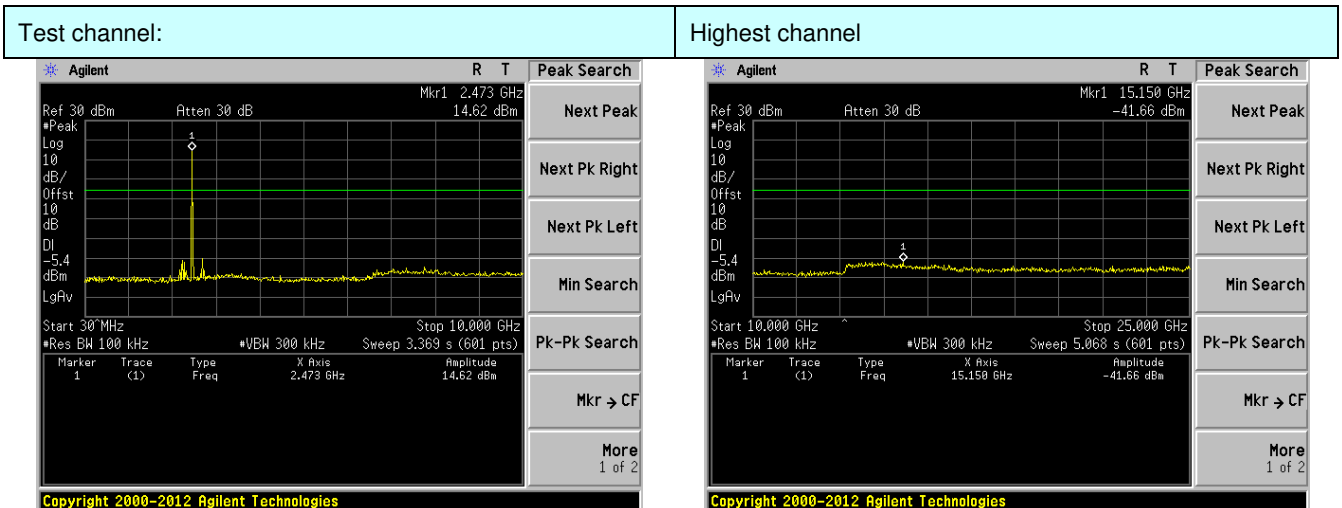 Test channel:
Highest channel
Agilent R T Peak Search
Mkr1 2.473 GHz
Ref 30 dBm Atten 30 dB 14.62 dBm
#Peak
Log
10
dB/
Offst
10
dB
DI
-5.4
dBm
LgAv
1
Start 30 MHz Stop 10.000 GHz
#Res BW 100 kHz #VBW 300 kHz Sweep 3.369 s (601 pts)
Marker Trace Type X Axis Amplitude
1 (1) Freq 2.473 GHz 14.62 dBm
Next Peak
Next Pk Right
Next Pk Left
Min Search
Pk-Pk Search
Mkr → CF
More
1 of 2
Copyright 2000-2012 Agilent Technologies
Agilent R T Peak Search
Mkr1 15.150 GHz
Ref 30 dBm Atten 30 dB -41.66 dBm
#Peak
Log
10
dB/
Offst
10
dB
DI
-5.4
dBm
LgAv
1
Start 10.000 GHz ^ Stop 25.000 GHz
#Res BW 100 kHz #VBW 300 kHz Sweep 5.068 s (601 pts)
Marker Trace Type X Axis Amplitude
1 (1) Freq 15.150 GHz -41.66 dBm
Next Peak
Next Pk Right
Next Pk Left
Min Search
Pk-Pk Search
Mkr → CF
More
1 of 2
Copyright 2000-2012 Agilent Technologies